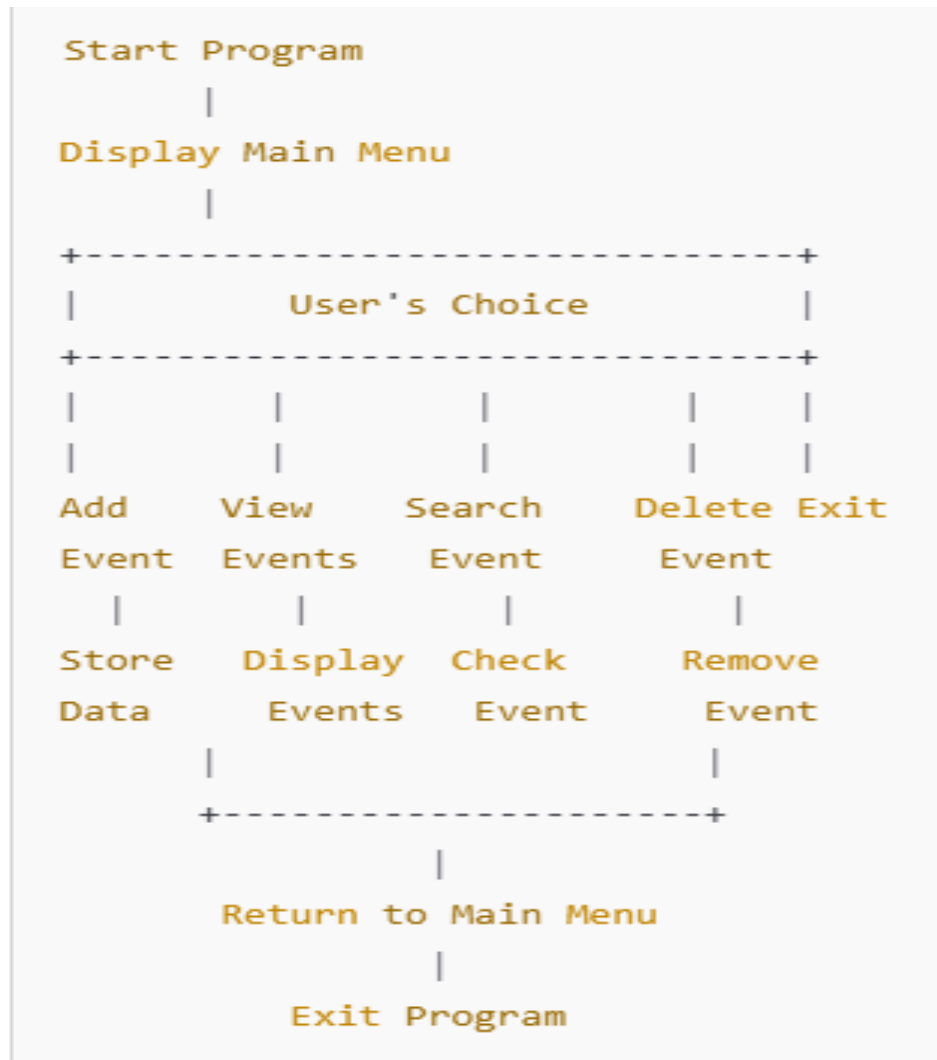 Start Program
|
Display Main Menu
|
+-------------------------------+
| User's Choice |
+-------------------------------+
| | | | |
| | | | |
Add View Search Delete Exit
Event Events Event Event
| | | |
Store Display Check Remove
Data Events Event Event
| |
+---------------------+
|
Return to Main Menu
|
Exit Program